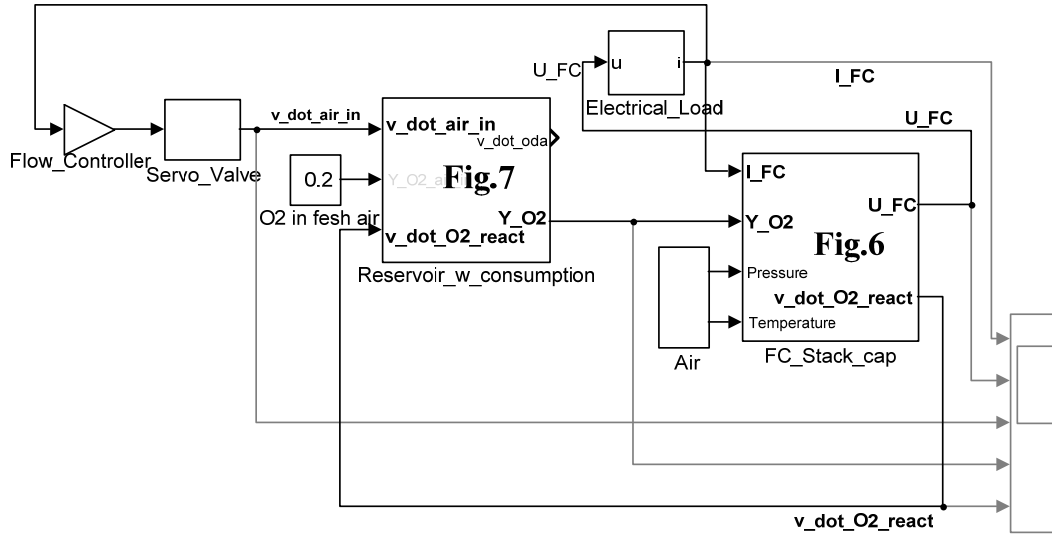 u
i
U_FC
Electrical_Load
I_FC
U_FC
v_dot_air_in
v_dot_air_in
v_dot_oda
Flow_Controller
Servo_Valve
0.2
Fig.7
O2 in fesh air
Y_O2
v_dot_O2_react
Reservoir_w_consumption
I_FC
U_FC
Y_O2
Fig.6
Pressure
v_dot_O2_react
Temperature
Air
FC_Stack_cap
v_dot_O2_react